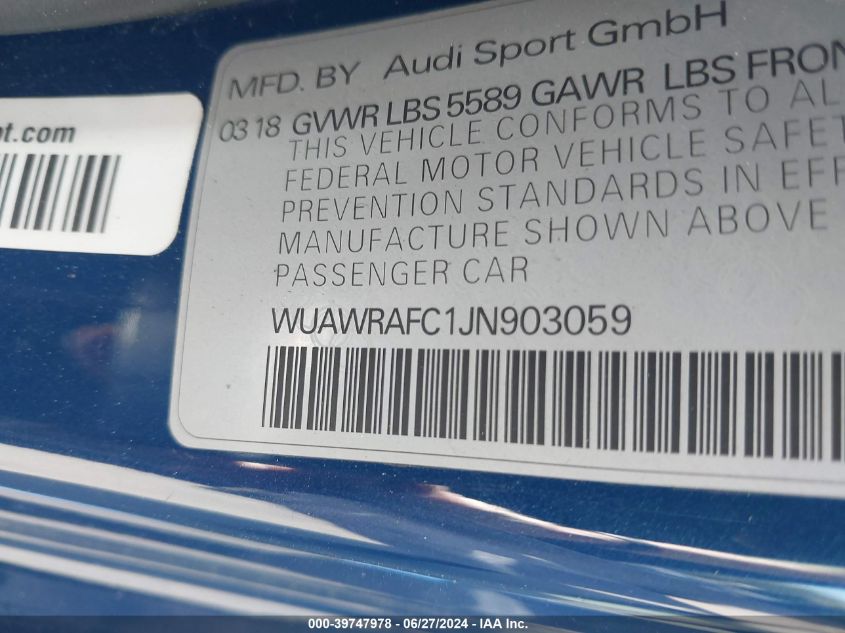 MFD. BY Audi Sport GmbH
03 18 GVWR LBS 5589 GAWR LBS FRON
THIS VEHICLE CONFORMS TO AL
FEDERAL MOTOR VEHICLE SAFET
PREVENTION STANDARDS IN EFF
MANUFACTURE SHOWN ABOVE
PASSENGER CAR
WUAWRAFC1JN903059
ot.com
000-39747978 - 06/27/2024 - IAA Inc.